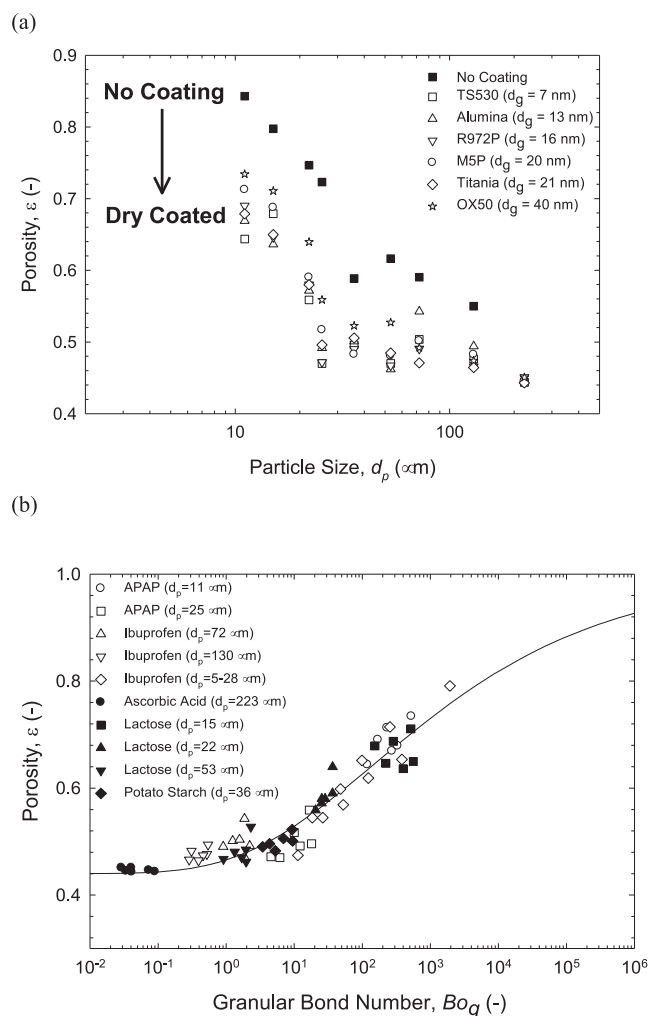 (a)
0.9
0.8
0.7
0.6
0.5
0.4
Porosity, ε (-)
No Coating
Dry Coated
No Coating
TS530 (dg = 7 nm)
Alumina (dg = 13 nm)
R972P (dg = 16 nm)
M5P (dg = 20 nm)
Titania (dg = 21 nm)
OX50 (dg = 40 nm)
10
100
Particle Size, dp (∝m)
(b)
1.0
0.8
0.6
0.4
Porosity, ε (-)
APAP (dp=11 ∝m)
APAP (dp=25 ∝m)
Ibuprofen (dp=72 ∝m)
Ibuprofen (dp=130 ∝m)
Ibuprofen (dp=5-28 ∝m)
Ascorbic Acid (dp=223 ∝m)
Lactose (dp=15 ∝m)
Lactose (dp=22 ∝m)
Lactose (dp=53 ∝m)
Potato Starch (dp=36 ∝m)
10-2 10-1 100 101 102 103 104 105 106
Granular Bond Number, Bog (-)